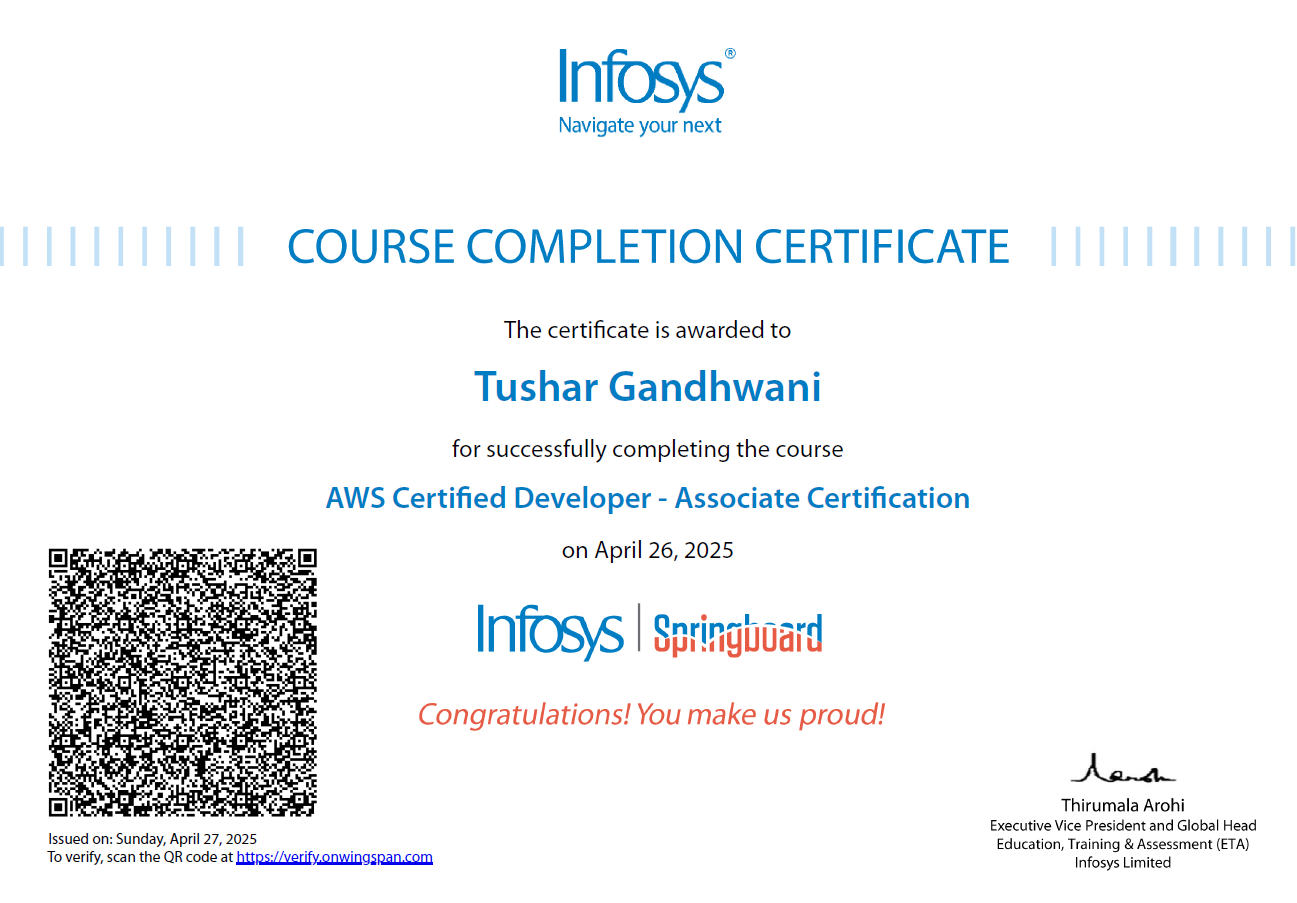 Infosys®
Navigate your next
COURSE COMPLETION CERTIFICATE
The certificate is awarded to
Tushar Gandhwani
for successfully completing the course
AWS Certified Developer - Associate Certification
on April 26, 2025
Infosys | Springboard
Congratulations! You make us proud!
Thirumala Arohi
Executive Vice President and Global Head
Education, Training & Assessment (ETA)
Infosys Limited
Issued on: Sunday, April 27, 2025
To verify, scan the QR code at https://verify.onwingspan.com